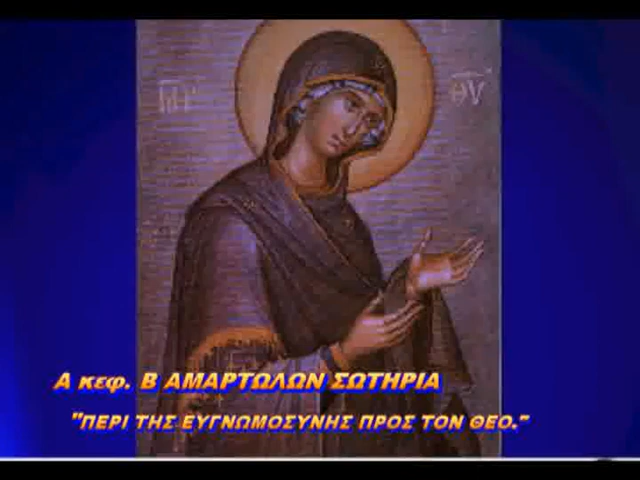 ΜΡ ΘΥ
Α κεφ. Β ΑΜΑΡΤΩΛΩΝ ΣΩΤΗΡΙΑ
"ΠΕΡΙ ΤΗΣ ΕΥΓΝΩΜΟΣΥΝΗΣ ΠΡΟΣ ΤΟΝ ΘΕΟ."